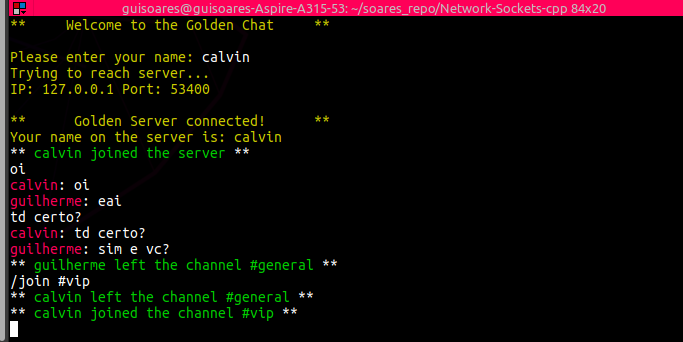 guisoares@guisoares-Aspire-A315-53: ~/soares_repo/Network-Sockets-cpp 84x20
** Welcome to the Golden Chat **
Please enter your name: calvin
Trying to reach server...
IP: 127.0.0.1 Port: 53400
** Golden Server connected! **
Your name on the server is: calvin
** calvin joined the server **
oi
calvin: oi
guilherme: eai
td certo?
calvin: td certo?
guilherme: sim e vc?
** guilherme left the channel #general **
/join #vip
** calvin left the channel #general **
** calvin joined the channel #vip **